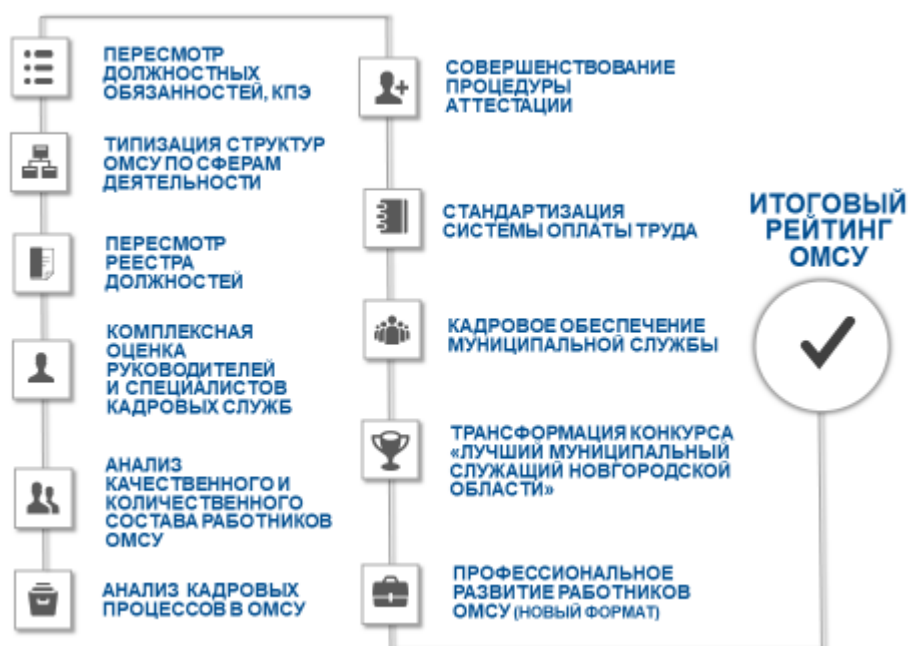 ПЕРЕСМОТР
ДОЛЖНОСТНЫХ
ОБЯЗАННОСТЕЙ, КПЭ
ТИПИЗАЦИЯ СТРУКТУР
ОМСУ ПО СФЕРАМ
ДЕЯТЕЛЬНОСТИ
ПЕРЕСМОТР
РЕЕСТРА
ДОЛЖНОСТЕЙ
КОМПЛЕКСНАЯ
ОЦЕНКА
РУКОВОДИТЕЛЕЙ
И СПЕЦИАЛИСТОВ
КАДРОВЫХ СЛУЖБ
АНАЛИЗ
КАЧЕСТВЕННОГО И
КОЛИЧЕСТВЕННОГО
СОСТАВА РАБОТНИКОВ
ОМСУ
АНАЛИЗ КАДРОВЫХ
ПРОЦЕССОВ В ОМСУ
СОВЕРШЕНСТВОВАНИЕ
ПРОЦЕДУРЫ
АТТЕСТАЦИИ
СТАНДАРТИЗАЦИЯ
СИСТЕМЫ ОПЛАТЫ ТРУДА
КАДРОВОЕ ОБЕСПЕЧЕНИЕ
МУНИЦИПАЛЬНОЙ СЛУЖБЫ
ТРАНСФОРМАЦИЯ КОНКУРСА
«ЛУЧШИЙ МУНИЦИПАЛЬНЫЙ
СЛУЖАЩИЙ НОВГОРОДСКОЙ
ОБЛАСТИ»
ПРОФЕССИОНАЛЬНОЕ
РАЗВИТИЕ РАБОТНИКОВ
ОМСУ (НОВЫЙ ФОРМАТ)
ИТОГОВЫЙ
РЕЙТИНГ
ОМСУ